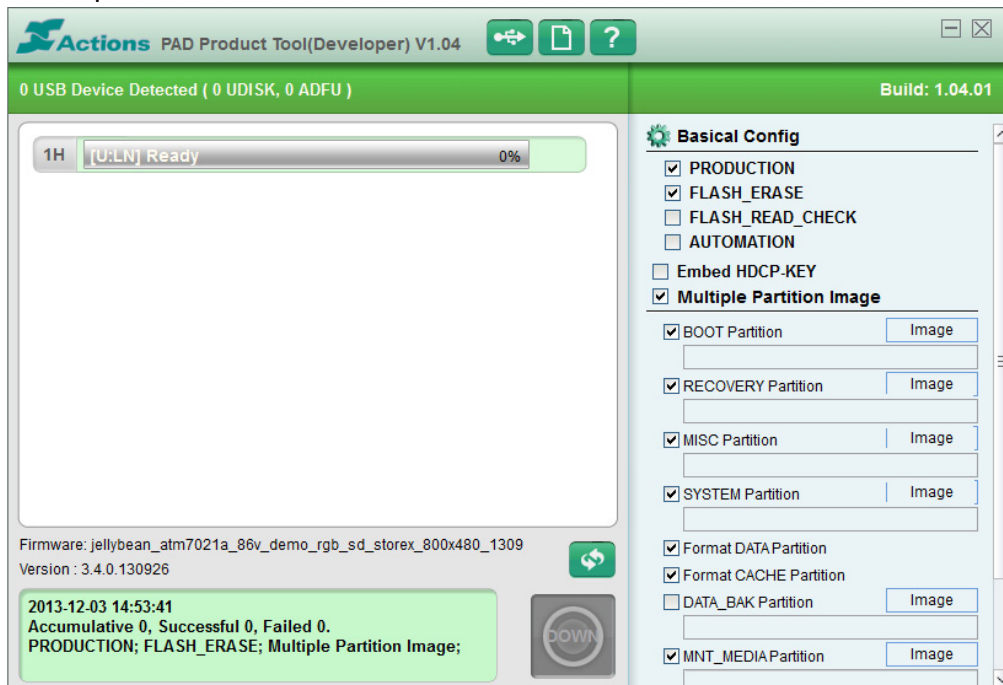 Actions PAD Product Tool(Developer) V1.04
?
0 USB Device Detected ( 0 UDISK, 0 ADFU )
Build: 1.04.01
1H [U:LN] Ready 0%
Firmware: jellybean_atm7021a_86v_demo_rgb_sd_storex_800x480_1309
Version : 3.4.0.130926
2013-12-03 14:53:41
Accumulative 0, Successful 0, Failed 0.
PRODUCTION; FLASH_ERASE; Multiple Partition Image;
DOWN
Basical Config
PRODUCTION
FLASH_ERASE
FLASH_READ_CHECK
AUTOMATION
Embed HDCP-KEY
Multiple Partition Image
BOOT Partition Image
RECOVERY Partition Image
MISC Partition Image
SYSTEM Partition Image
Format DATA Partition
Format CACHE Partition
DATA_BAK Partition Image
MNT_MEDIA Partition Image